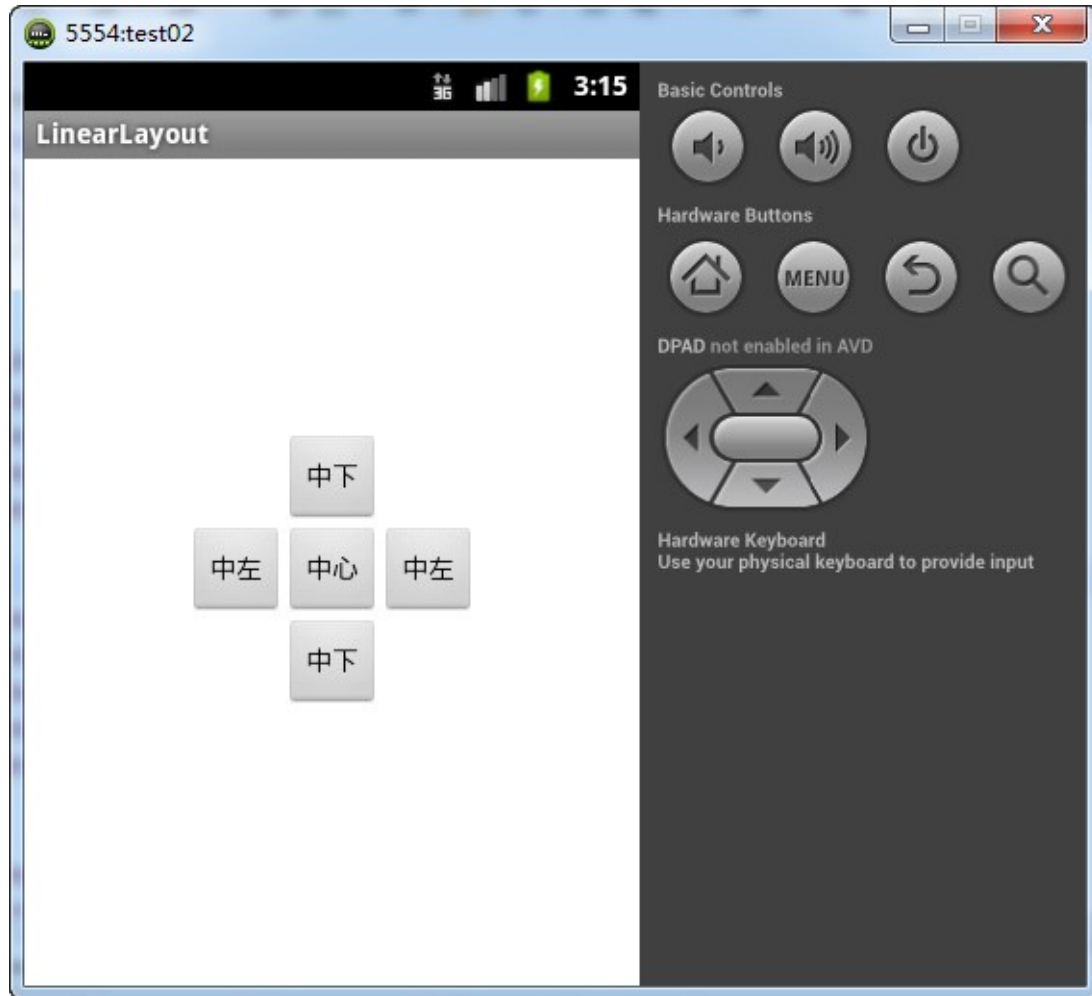 5554:test02
3G 3:15
LinearLayout
中下
中左 中心 中左
中下
Basic Controls
Hardware Buttons
MENU
DPAD not enabled in AVD
Hardware Keyboard
Use your physical keyboard to provide input